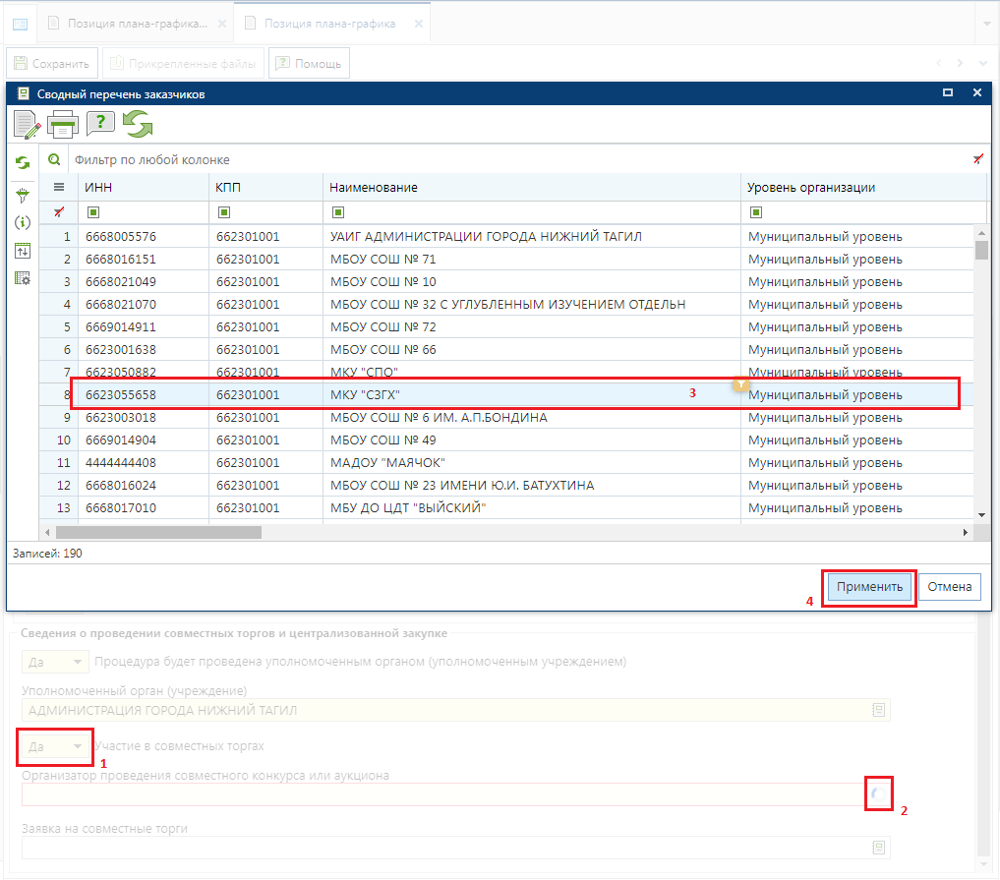 Позиция плана-графика...
Позиция плана-графика
Сохранить
Прикрепленные файлы
Помощь
Сводный перечень заказчиков
Фильтр по любой колонке
ИНН КПП Наименование Уровень организации
1 6668005576 662301001 УАИГ АДМИНИСТРАЦИИ ГОРОДА НИЖНИЙ ТАГИЛ Муниципальный уровень
2 6668016151 662301001 МБОУ СОШ № 71 Муниципальный уровень
3 6668021049 662301001 МБОУ СОШ № 10 Муниципальный уровень
4 6668021070 662301001 МБОУ СОШ № 32 С УГЛУБЛЕННЫМ ИЗУЧЕНИЕМ ОТДЕЛЬН Муниципальный уровень
5 6669014911 662301001 МБОУ СОШ № 72 Муниципальный уровень
6 6623001638 662301001 МБОУ СОШ № 66 Муниципальный уровень
7 6623050882 662301001 МКУ "СПО" Муниципальный уровень
8 6623055658 662301001 МКУ "СЗГХ" 3 Муниципальный уровень
9 6623003018 662301001 МБОУ СОШ № 6 ИМ. А.П.БОНДИНА Муниципальный уровень
10 6669014904 662301001 МБОУ СОШ № 49 Муниципальный уровень
11 4444444408 662301001 МАДОУ "МАЯЧОК" Муниципальный уровень
12 6668016024 662301001 МБОУ СОШ № 23 ИМЕНИ Ю.И. БАТУХТИНА Муниципальный уровень
13 6668017010 662301001 МБУ ДО ЦДТ "ВЫЙСКИЙ" Муниципальный уровень
Записей: 190
4 Применить Отмена
Сведения о проведении совместных торгов и централизованной закупке
Да Процедура будет проведена уполномоченным органом (уполномоченным учреждением)
Уполномоченный орган (учреждение)
АДМИНИСТРАЦИЯ ГОРОДА НИЖНИЙ ТАГИЛ
Да Участие в совместных торгах
1
Организатор проведения совместного конкурса или аукциона
2
Заявка на совместные торги